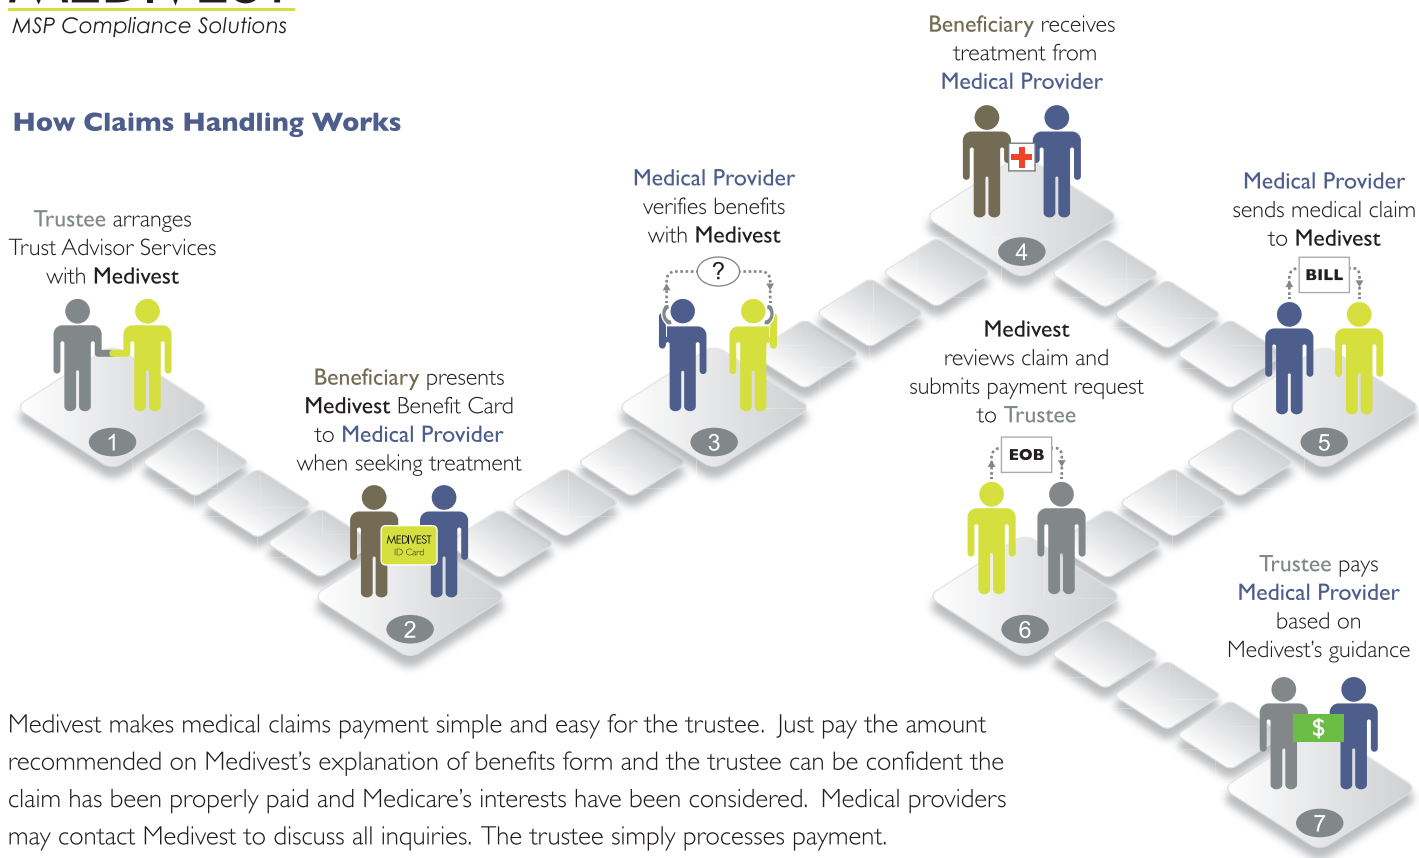 MEDIVEST
MSP Compliance Solutions
How Claims Handling Works
Trustee arranges
Trust Advisor Services
with Medivest
1
Beneficiary presents
Medivest Benefit Card
to Medical Provider
when seeking treatment
MEDIVEST
ID Card
2
Medical Provider
verifies benefits
with Medivest
?
3
Beneficiary receives
treatment from
Medical Provider
4
Medical Provider
sends medical claim
to Medivest
BILL
5
Medivest
reviews claim and
submits payment request
to Trustee
EOB
6
Trustee pays
Medical Provider
based on
Medivest's guidance
$
7
Medivest makes medical claims payment simple and easy for the trustee. Just pay the amount
recommended on Medivest's explanation of benefits form and the trustee can be confident the
claim has been properly paid and Medicare's interests have been considered. Medical providers
may contact Medivest to discuss all inquiries. The trustee simply processes payment.